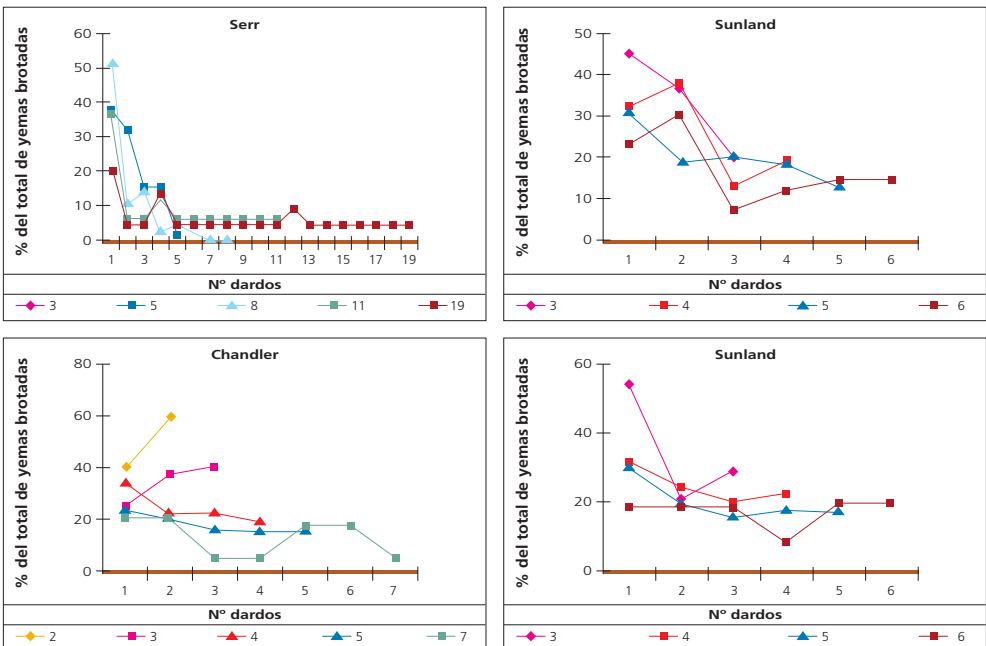 Serr
% del total de yemas brotadas
60
50
40
30
20
10
0
1 3 5 7 9 11 13 15 17 19
Nº dardos
3 5 8 11 19
Sunland
% del total de yemas brotadas
50
40
30
20
10
0
1 2 3 4 5 6
Nº dardos
3 4 5 6
Chandler
% del total de yemas brotadas
80
60
40
20
0
1 2 3 4 5 6 7
Nº dardos
2 3 4 5 7
Sunland
% del total de yemas brotadas
60
40
20
0
1 2 3 4 5 6
Nº dardos
3 4 5 6